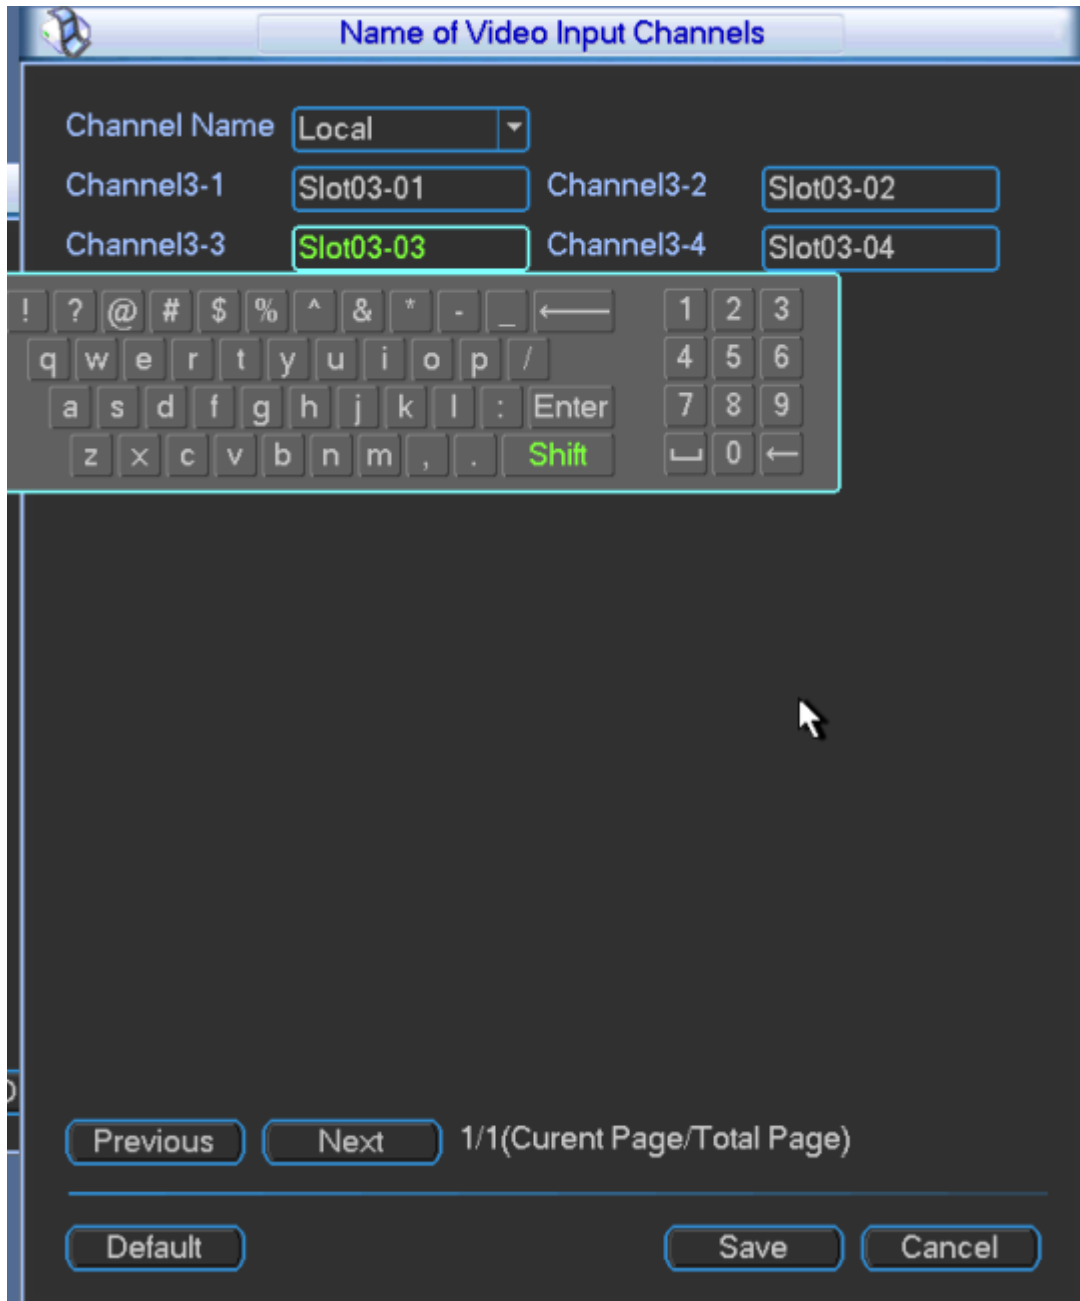 Name of Video Input Channels
Channel Name Local
Channel3-1 Slot03-01 Channel3-2 Slot03-02
Channel3-3 Slot03-03 Channel3-4 Slot03-04
! ? @ # $ % ^ & * - _ ← 1 2 3
q w e r t y u i o p / 4 5 6
a s d f g h j k l : Enter 7 8 9
z x c v b n m , . Shift ⎵ 0 ←
Previous Next 1/1(Curent Page/Total Page)
Default Save Cancel